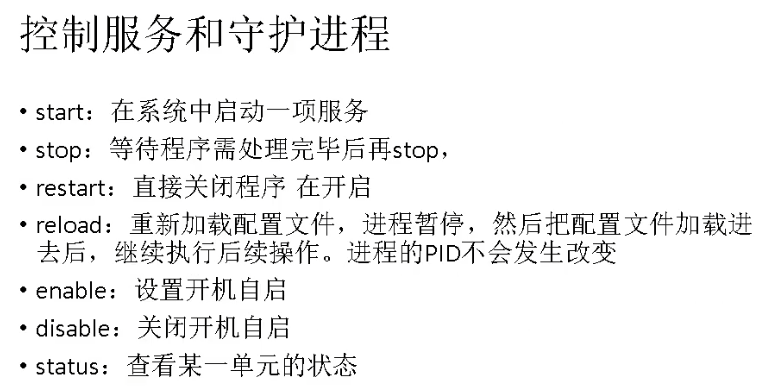 控制服务和守护进程
• start：在系统中启动一项服务
• stop：等待程序需处理完毕后再stop，
• restart：直接关闭程序 在开启
• reload：重新加载配置文件，进程暂停，然后把配置文件加载进
去后，继续执行后续操作。进程的PID不会发生改变
• enable：设置开机自启
• disable：关闭开机自启
• status：查看某一单元的状态